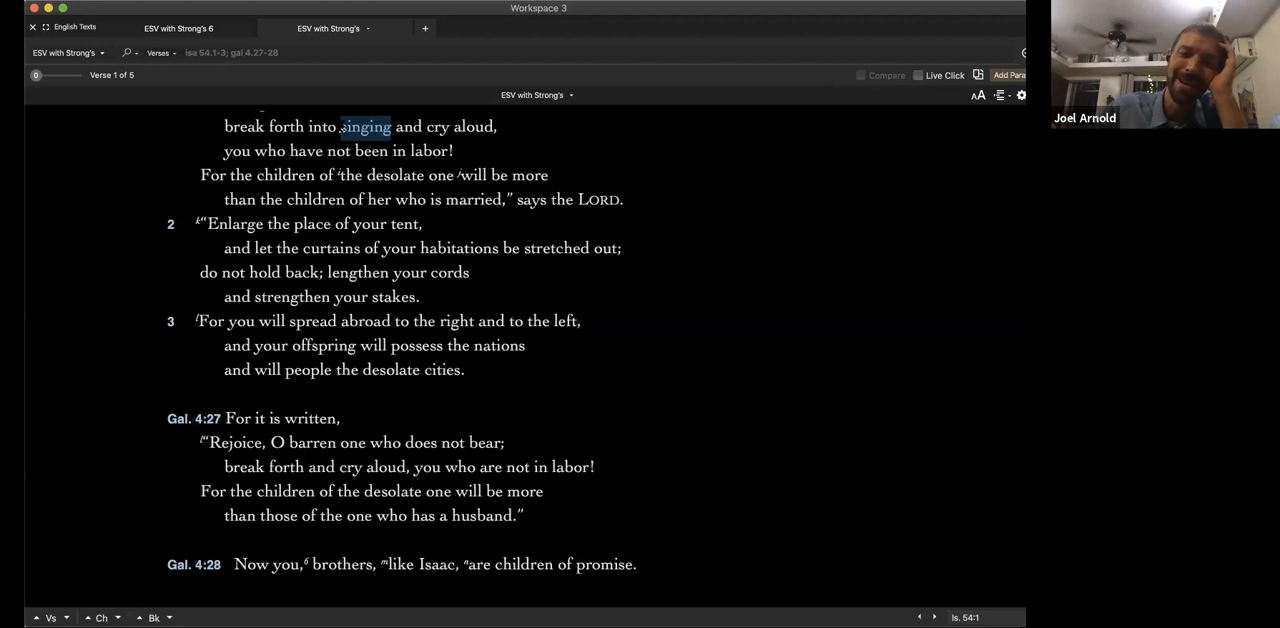 Workspace 3
English Texts
ESV with Strong's 6
ESV with Strong's
+
ESV with Strong's
Verses
isa 54.1-3; gal 4.27-28
0
Verse 1 of 5
Compare
Live Click
Add Para
ESV with Strong's
AA
break forth into singing and cry aloud,
you who have not been in labor!
For the children of the desolate one will be more
than the children of her who is married,” says the LORD.
2 k“Enlarge the place of your tent,
and let the curtains of your habitations be stretched out;
do not hold back; lengthen your cords
and strengthen your stakes.
3 lFor you will spread abroad to the right and to the left,
and your offspring will possess the nations
and will people the desolate cities.
Gal. 4:27 For it is written,
l“Rejoice, O barren one who does not bear;
break forth and cry aloud, you who are not in labor!
For the children of the desolate one will be more
than those of the one who has a husband.”
Gal. 4:28 Now you,6 brothers, mlike Isaac, nare children of promise.
Vs
Ch
Bk
Is. 54:1
Joel Arnold